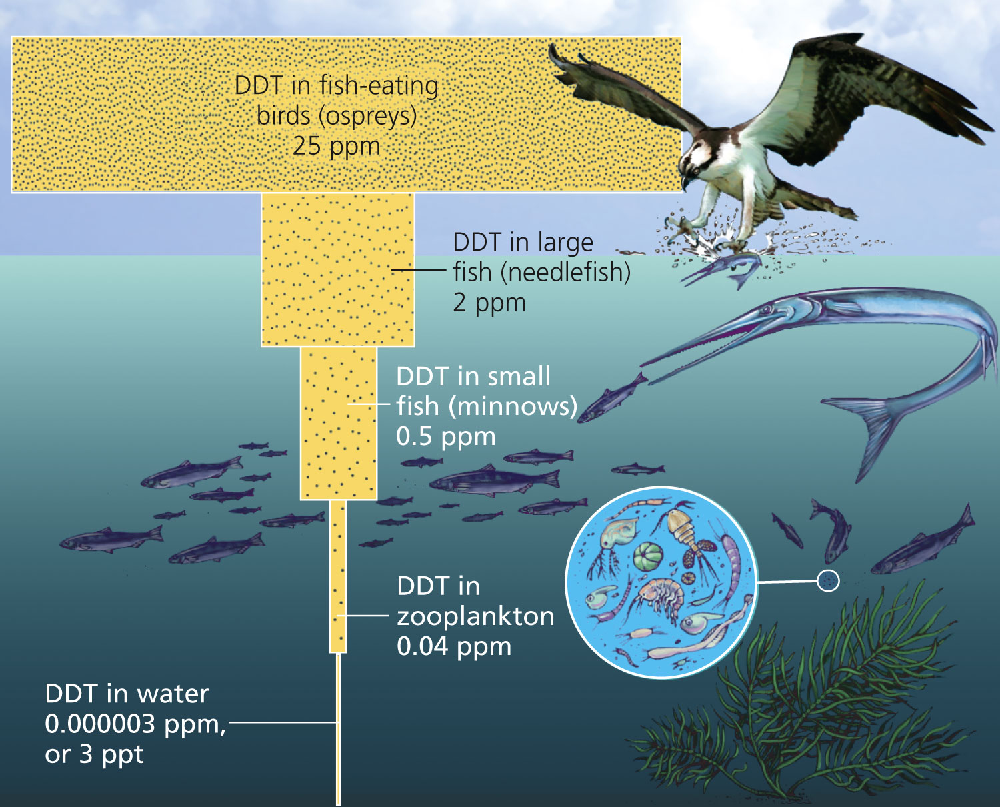 DDT in fish-eating
birds (ospreys)
25 ppm
DDT in large
fish (needlefish)
2 ppm
DDT in small
fish (minnows)
0.5 ppm
DDT in
zooplankton
0.04 ppm
DDT in water
0.000003 ppm,
or 3 ppt